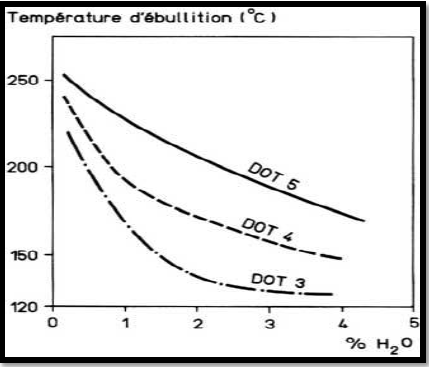 Température d'ébullition (°C)
250
200
150
120
DOT 5
DOT 4
DOT 3
0 1 2 3 4 5
% H₂O